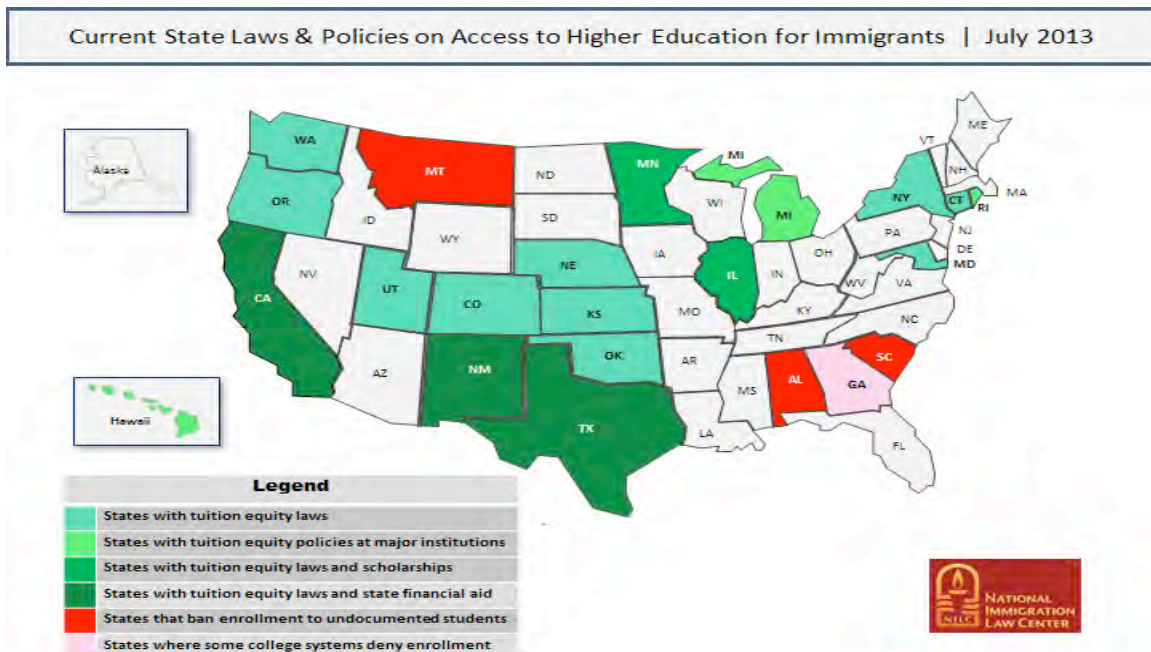 Current State Laws & Policies on Access to Higher Education for Immigrants | July 2013
Alaska
WA
OR
MT
ID
WY
ND
SD
MN
WI
MI
MI
VT
ME
NH
MA
NY
CT
RI
PA
NJ
DE
MD
NV
UT
CO
NE
KS
IA
IL
IN
OH
WV
VA
KY
MO
CA
AZ
NM
OK
TX
AR
LA
TN
NC
MS
AL
GA
SC
FL
Hawaii
Legend
States with tuition equity laws
States with tuition equity policies at major institutions
States with tuition equity laws and scholarships
States with tuition equity laws and state financial aid
States that ban enrollment to undocumented students
States where some college systems deny enrollment
NILC
NATIONAL
IMMIGRATION
LAW CENTER